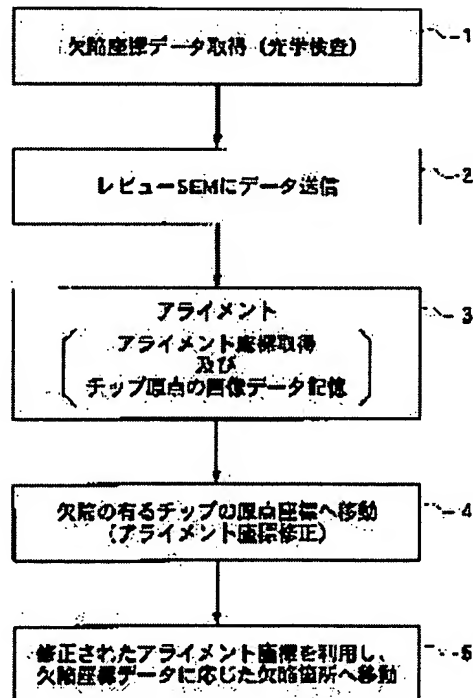 欠陥座標データ取得(光学検査)
1
レビューSEMにデータ送信
2
アライメント
アライメント座標取得
及び
チップ原点の画像データ記憶
3
欠陥の有るチップの原点座標へ移動
(アライメント座標修正)
4
修正されたアライメント座標を利用し、
欠陥座標データに応じた欠陥箇所へ移動
5